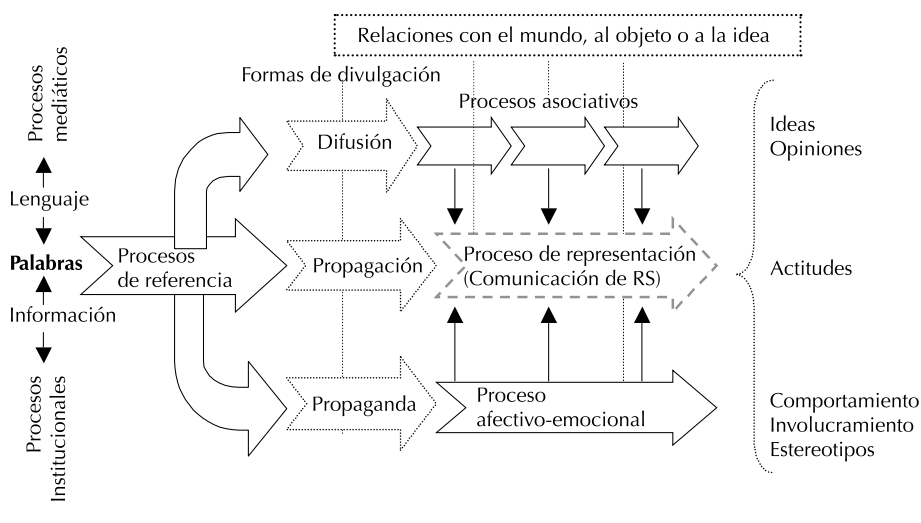 Relaciones con el mundo, al objeto o a la idea
Formas de divulgación
Procesos asociativos
Procesos
mediáticos
Lenguaje
Palabras
Información
Procesos
Institucionales
Procesos
de referencia
Difusión
Propagación
Propaganda
Proceso de representación
(Comunicación de RS)
Proceso
afectivo-emocional
Ideas
Opiniones
Actitudes
Comportamiento
Involucramiento
Estereotipos